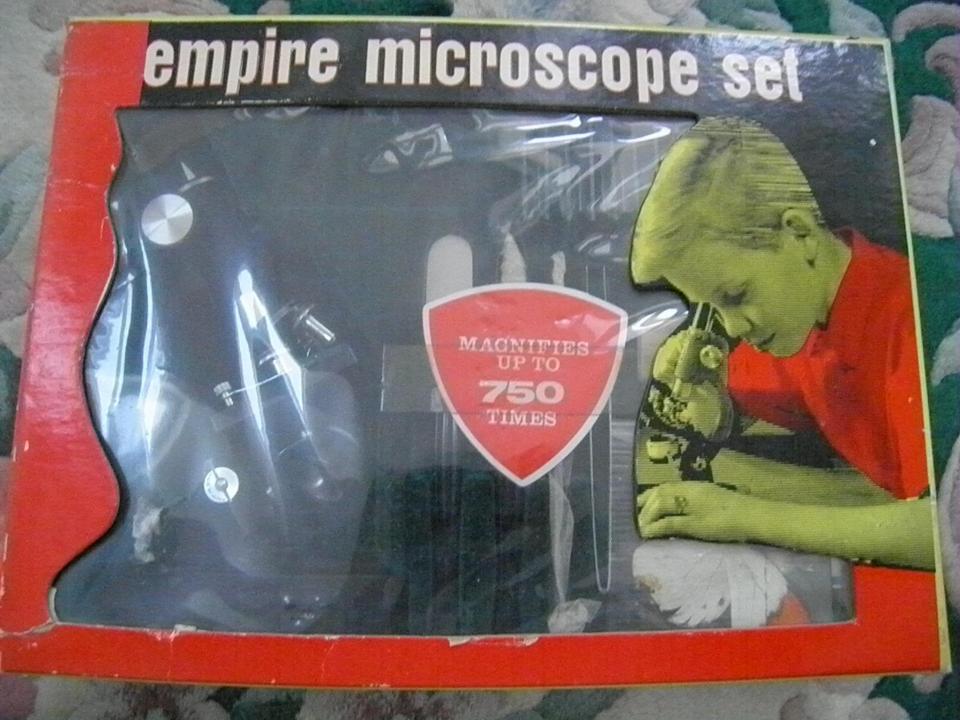 empire microscope set
MAGNIFIES
UP TO
750
TIMES